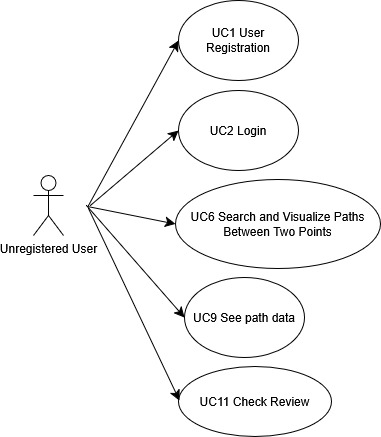 UC1 User
Registration
UC2 Login
UC6 Search and Visualize Paths
Between Two Points
Unregistered User
UC9 See path data
UC11 Check Review